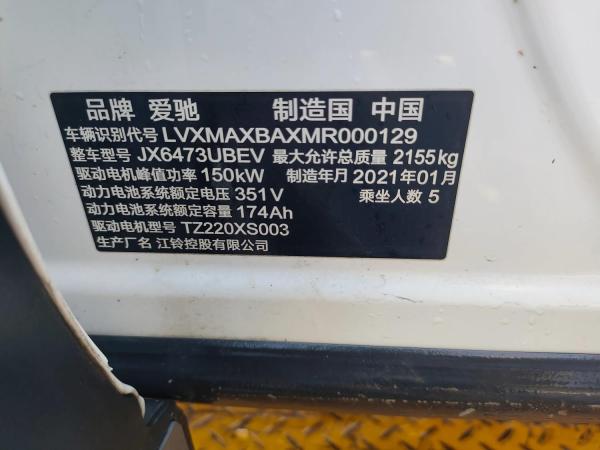 品牌 爱驰 制造国 中国
车辆识别代号 LVXMAXBAXMR000129
整车型号 JX6473UBEV 最大允许总质量 2155kg
驱动电机峰值功率 150kW 制造年月 2021年01月
动力电池系统额定电压 351V 乘坐人数 5
动力电池系统额定容量 174Ah
驱动电机型号 TZ220XS003
生产厂名 江铃控股有限公司